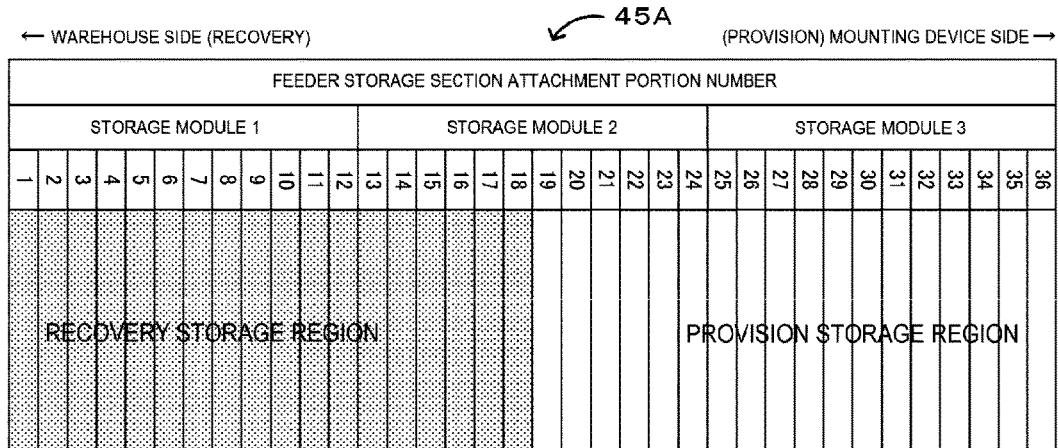 45A
← WAREHOUSE SIDE (RECOVERY) (PROVISION) MOUNTING DEVICE SIDE →
FEEDER STORAGE SECTION ATTACHMENT PORTION NUMBER
STORAGE MODULE 1 STORAGE MODULE 2 STORAGE MODULE 3
1 2 3 4 5 6 7 8 9 10 11 12 13 14 15 16 17 18 19 20 21 22 23 24 25 26 27 28 29 30 31 32 33 34 35 36
RECOVERY STORAGE REGION PROVISION STORAGE REGION